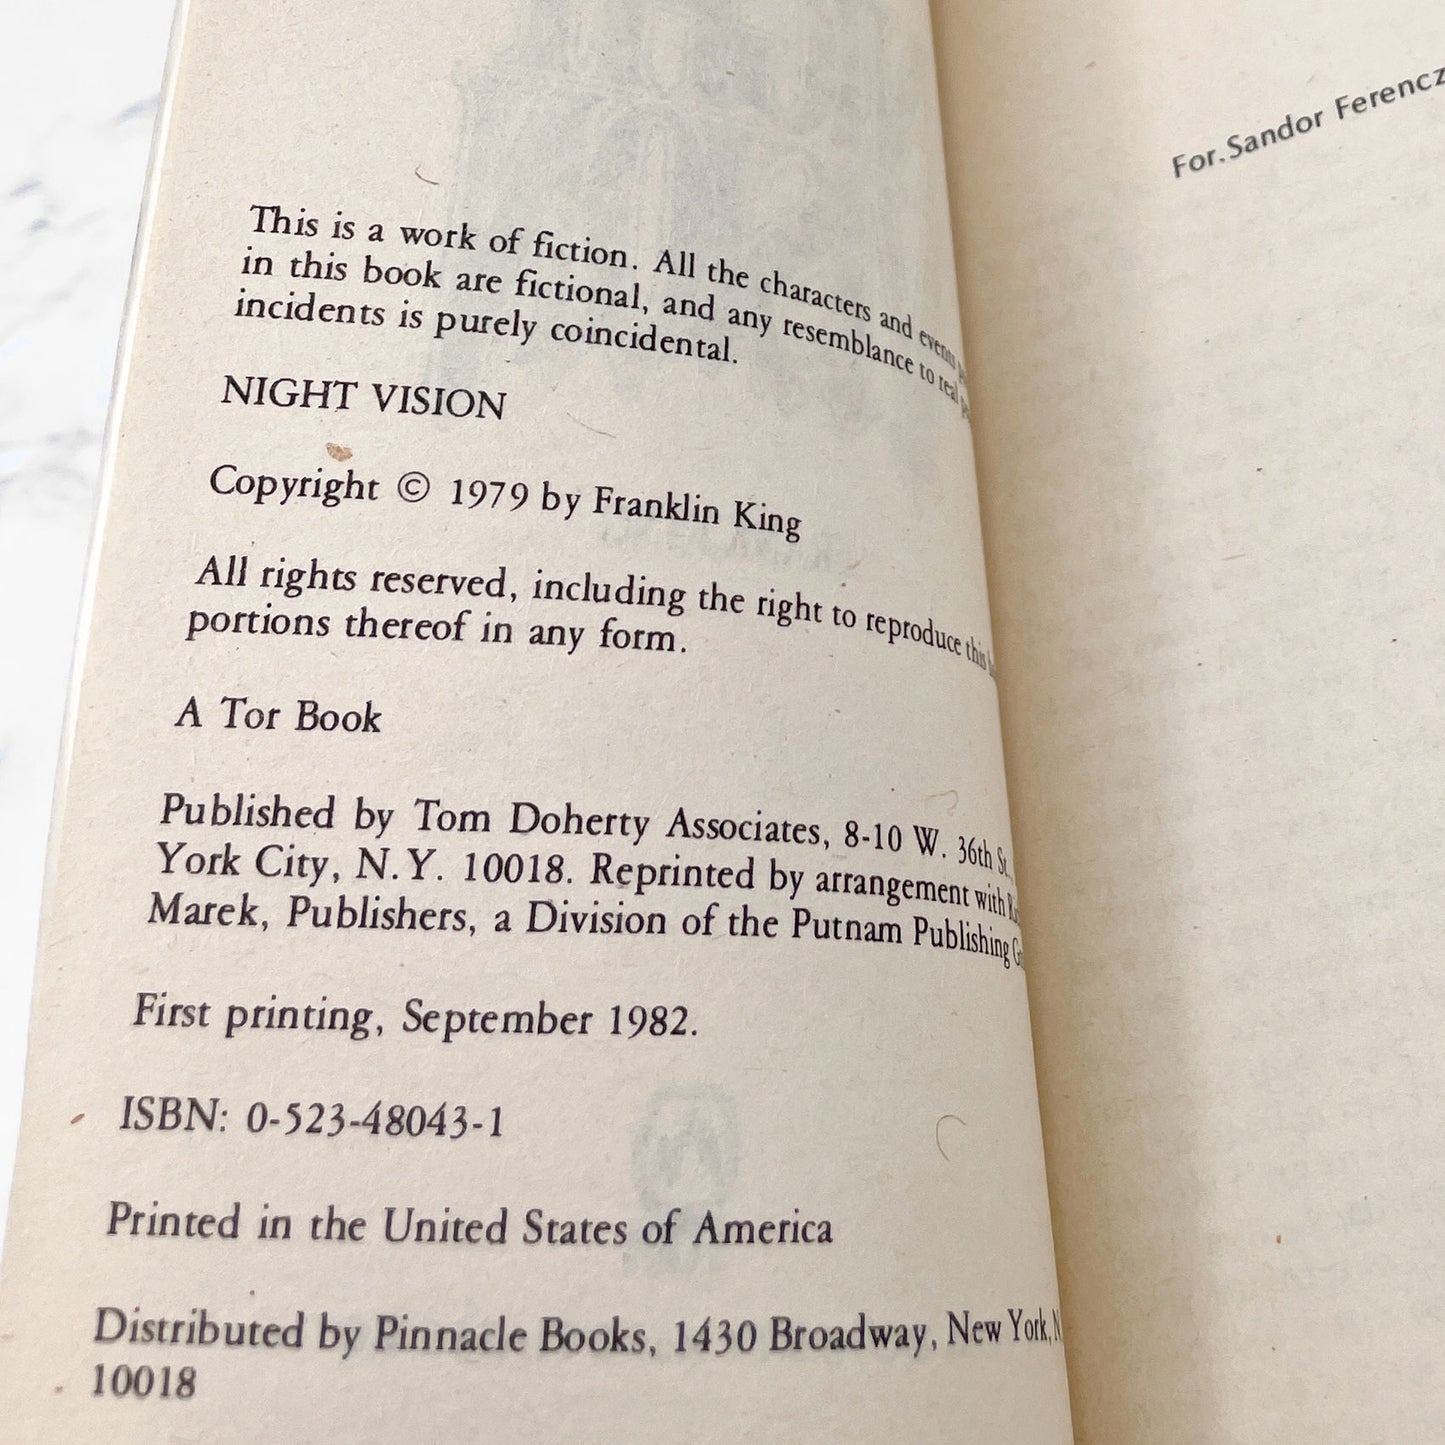 This is a work of fiction. All the characters and events
in this book are fictional, and any resemblance to real
incidents is purely coincidental.
NIGHT VISION
Copyright © 1979 by Franklin King
All rights reserved, including the right to reproduce this
portions thereof in any form.
A Tor Book
Published by Tom Doherty Associates, 8-10 W. 36th St.,
York City, N.Y. 10018. Reprinted by arrangement with
Marek, Publishers, a Division of the Putnam Publishing
First printing, September 1982.
ISBN: 0-523-48043-1
Printed in the United States of America
Distributed by Pinnacle Books, 1430 Broadway, New York,
10018
For.Sandor Ferencz